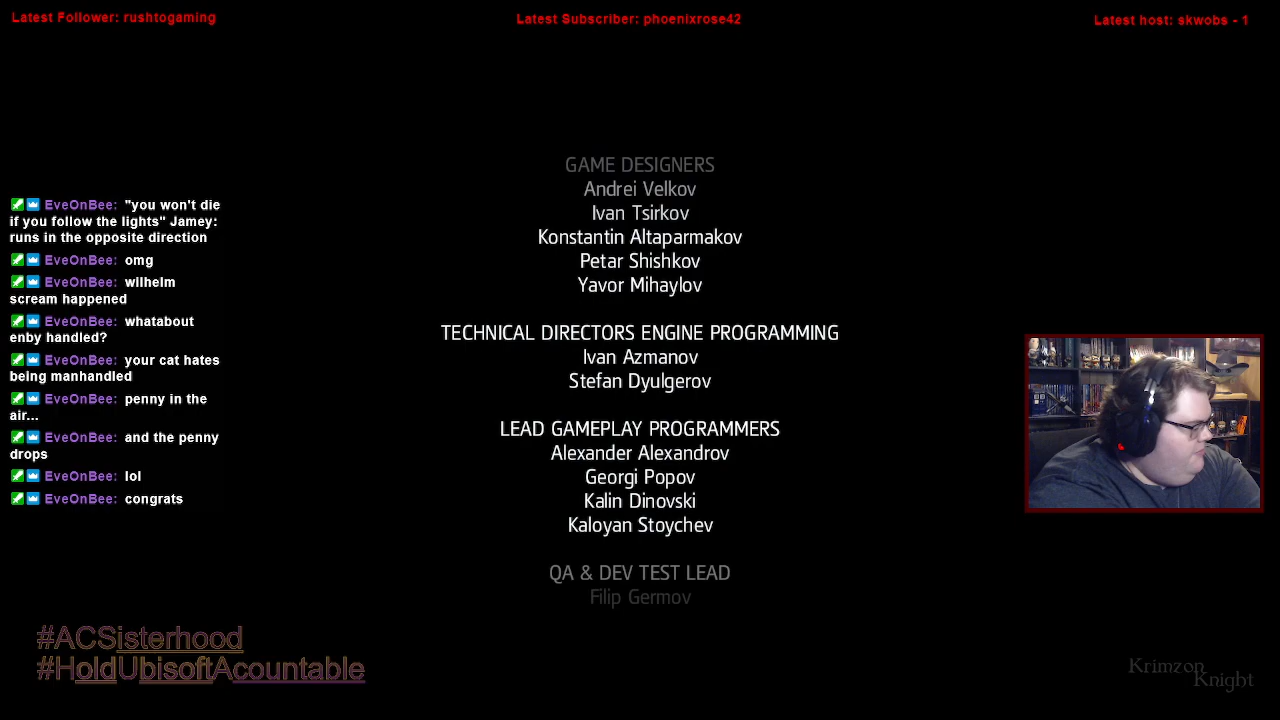 Latest Follower: rushtogaming
Latest Subscriber: phoenixrose42
Latest host: skwobs - 1
EveOnBee: "you won't die
if you follow the lights" Jamey:
runs in the opposite direction
EveOnBee: omg
EveOnBee: wilhelm
scream happened
EveOnBee: whatabout
enby handled?
EveOnBee: your cat hates
being manhandled
EveOnBee: penny in the
air...
EveOnBee: and the penny
drops
EveOnBee: lol
EveOnBee: congrats
GAME DESIGNERS
Andrei Velkov
Ivan Tsirkov
Konstantin Altaparmakov
Petar Shishkov
Yavor Mihaylov
TECHNICAL DIRECTORS ENGINE PROGRAMMING
Ivan Azmanov
Stefan Dyulgerov
LEAD GAMEPLAY PROGRAMMERS
Alexander Alexandrov
Georgi Popov
Kalin Dinovski
Kaloyan Stoychev
QA & DEV TEST LEAD
Filip Germov
#ACSisterhood
#HoldUbisoftAcountable
Krimzon
Knight